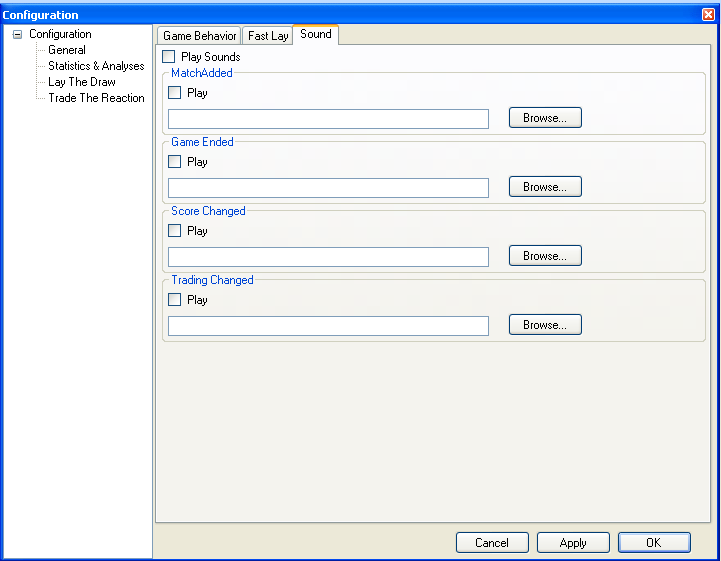 Configuration
Configuration
General
Statistics & Analyses
Lay The Draw
Trade The Reaction
Game Behavior Fast Lay Sound
Play Sounds
MatchAdded
Play
Browse...
Game Ended
Play
Browse...
Score Changed
Play
Browse...
Trading Changed
Play
Browse...
Cancel Apply OK